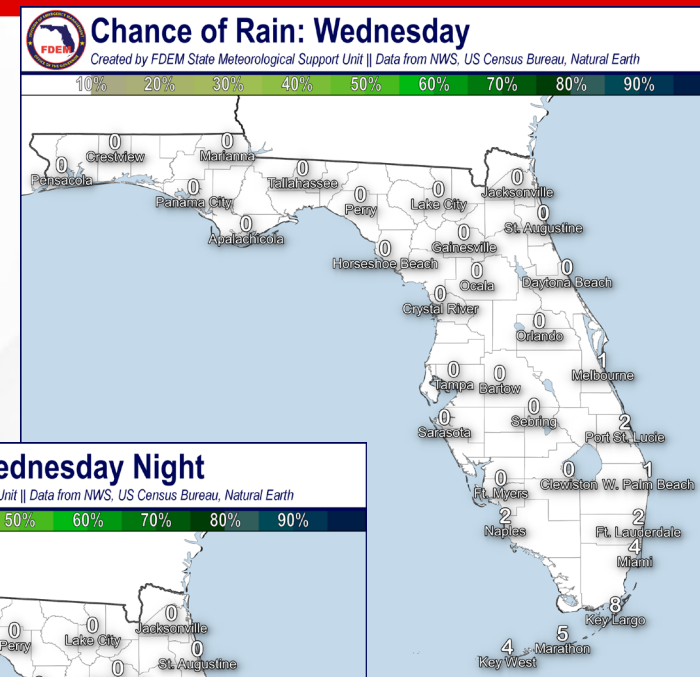 Chance of Rain: Wednesday
FDEM
Created by FDEM State Meteorological Support Unit || Data from NWS, US Census Bureau, Natural Earth
10% 20% 30% 40% 50% 60% 70% 80% 90%
0
Crestview
0
Marianna
0
Pensacola
0
Tallahassee
0
Panama City
0
Perry
0
Lake City
0
Jacksonville
0
St. Augustine
0
Apalachicola
0
Gainesville
0
Horseshoe Beach
0
Ocala
0
Daytona Beach
0
Crystal River
0
Orlando
1
Melbourne
0
Tampa
0
Bartow
0
Sebring
0
Sarasota
2
Port St. Lucie
0
Ft. Myers
0
Clewiston
1
W. Palm Beach
2
Naples
2
Ft. Lauderdale
4
Miami
8
Key Largo
5
Marathon
4
Key West
ednesday Night
Unit || Data from NWS, US Census Bureau, Natural Earth
50% 60% 70% 80% 90%
0
Perry
0
Lake City
0
Jacksonville
0
St. Augustine
0